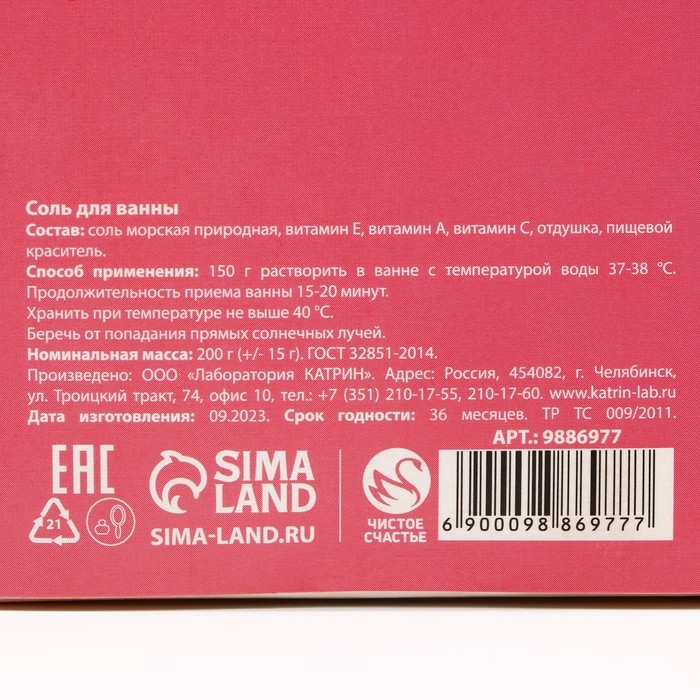 Соль для ванны
Состав: соль морская природная, витамин Е, витамин А, витамин С, отдушка, пищевой
краситель.
Способ применения: 150 г растворить в ванне с температурой воды 37-38 °С.
Продолжительность приема ванны 15-20 минут.
Хранить при температуре не выше 40 °С.
Беречь от попадания прямых солнечных лучей.
Номинальная масса: 200 г (+/- 15 г). ГОСТ 32851-2014.
Произведено: ООО «Лаборатория КАТРИН». Адрес: Россия, 454082, г. Челябинск,
ул. Троицкий тракт, 74, офис 10, тел.: +7 (351) 210-17-55, 210-17-60. www.katrin-lab.ru
Дата изготовления: 09.2023. Срок годности: 36 месяцев. ТР ТС 009/2011.
АРТ.: 9886977
EAC
SIMA
LAND
SIMA-LAND.RU
21
ЧИСТОЕ
СЧАСТЬЕ
6 900098 869777